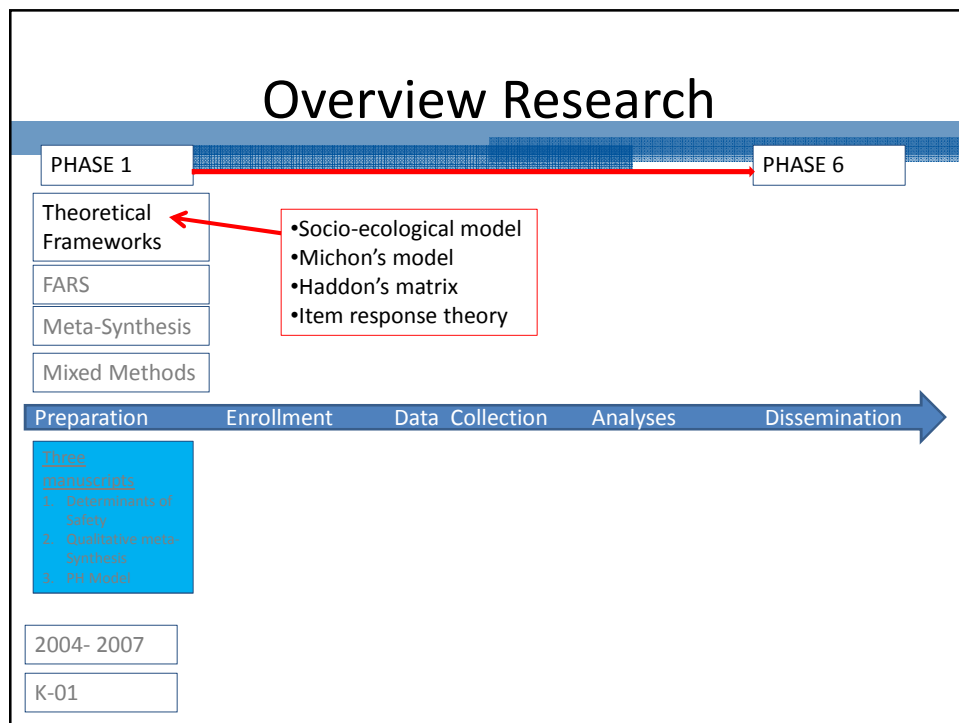 Overview Research
PHASE 1
PHASE 6
Theoretical
Frameworks
•Socio-ecological model
•Michon's model
•Haddon's matrix
•Item response theory
FARS
Meta-Synthesis
Mixed Methods
Preparation Enrollment Data Collection Analyses Dissemination
Three
manuscripts
1. Determinants of
Safety
2. Qualitative meta-
Synthesis
3. PH Model
2004- 2007
K-01